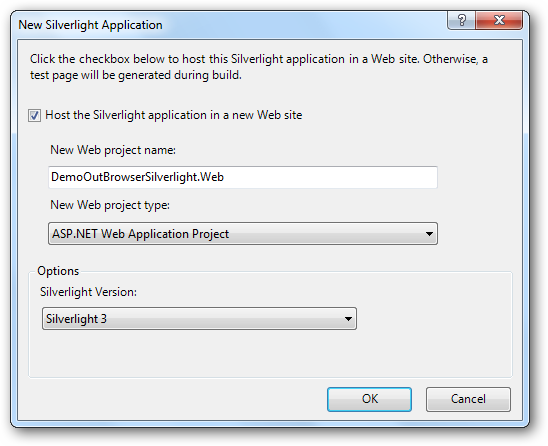 New Silverlight Application
Click the checkbox below to host this Silverlight application in a Web site. Otherwise, a
test page will be generated during build.
Host the Silverlight application in a new Web site
New Web project name:
DemoOutBrowserSilverlight.Web
New Web project type:
ASP.NET Web Application Project
Options
Silverlight Version:
Silverlight 3
OK
Cancel